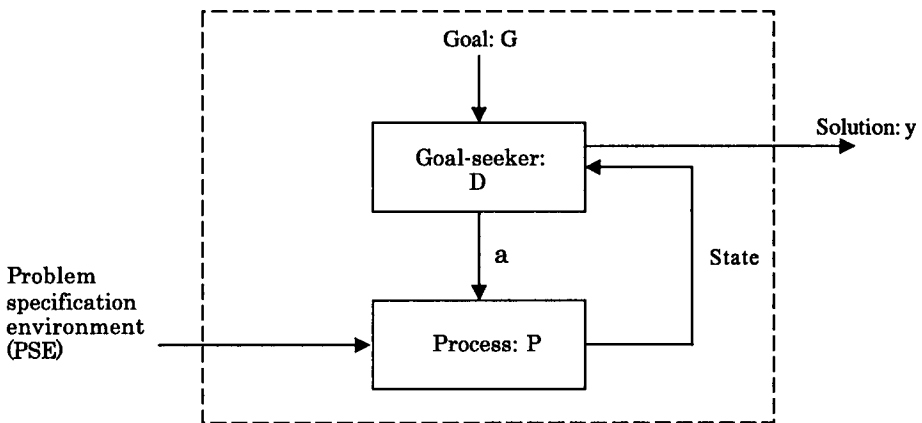 Goal: G
Solution: y
Goal-seeker:
D
a
State
Problem
specification
environment
(PSE)
Process: P